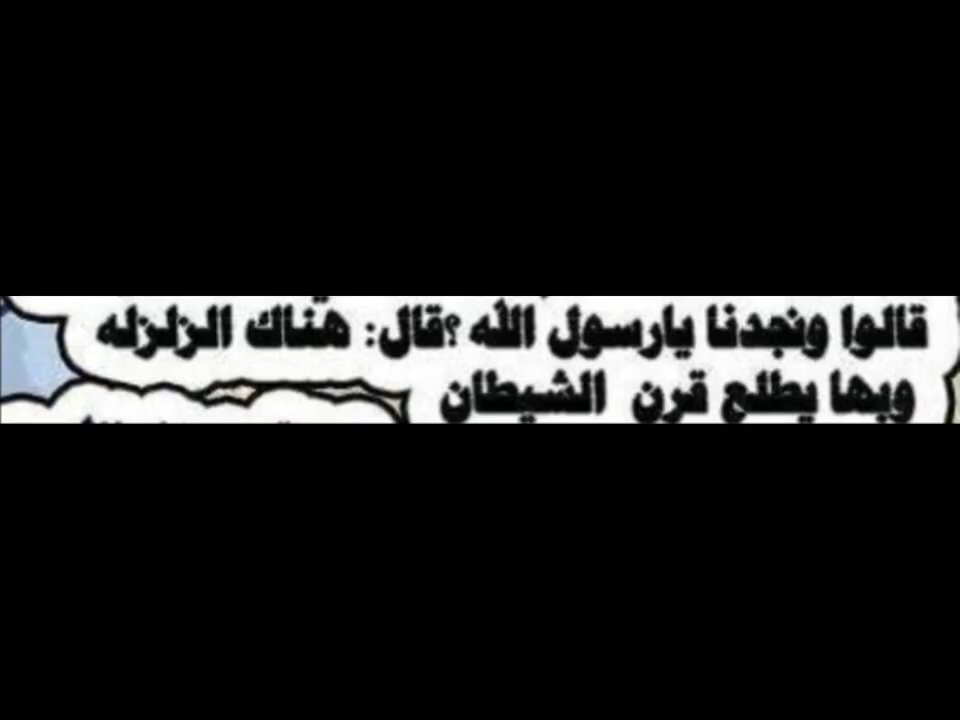 قالوا ونجدنا يارسول الله ؟قال: هناك الزلزله
وبها يطلع قرن الشيطان